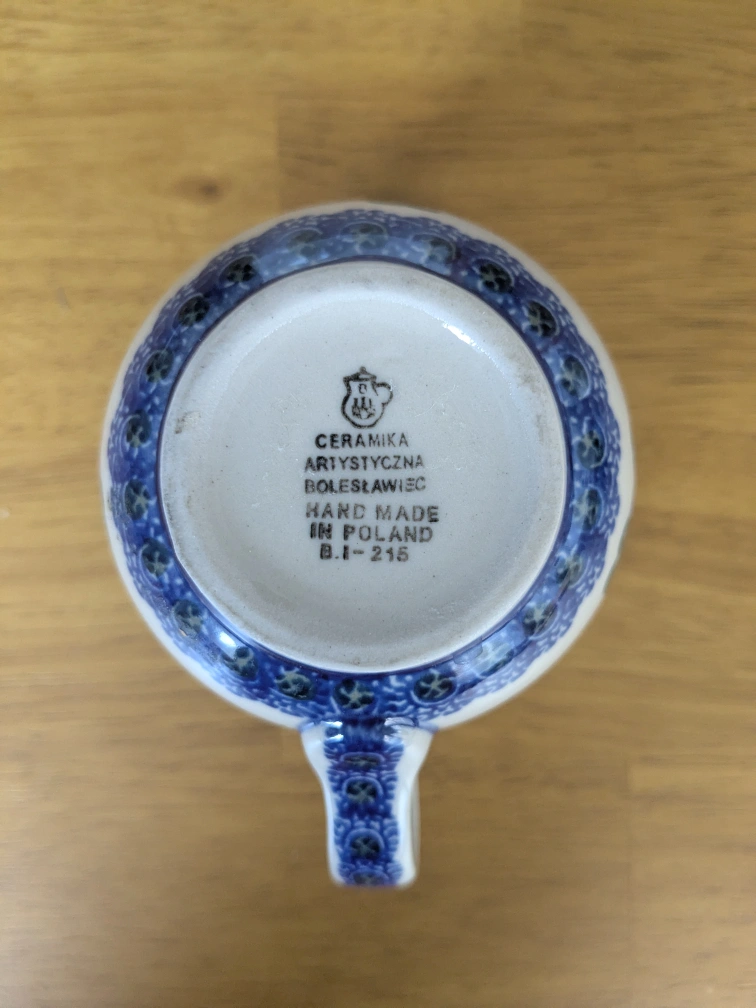 CERAMIKA
ARTYSTYCZNA
BOLESŁAWIEC
HAND MADE
IN POLAND
B.I-215